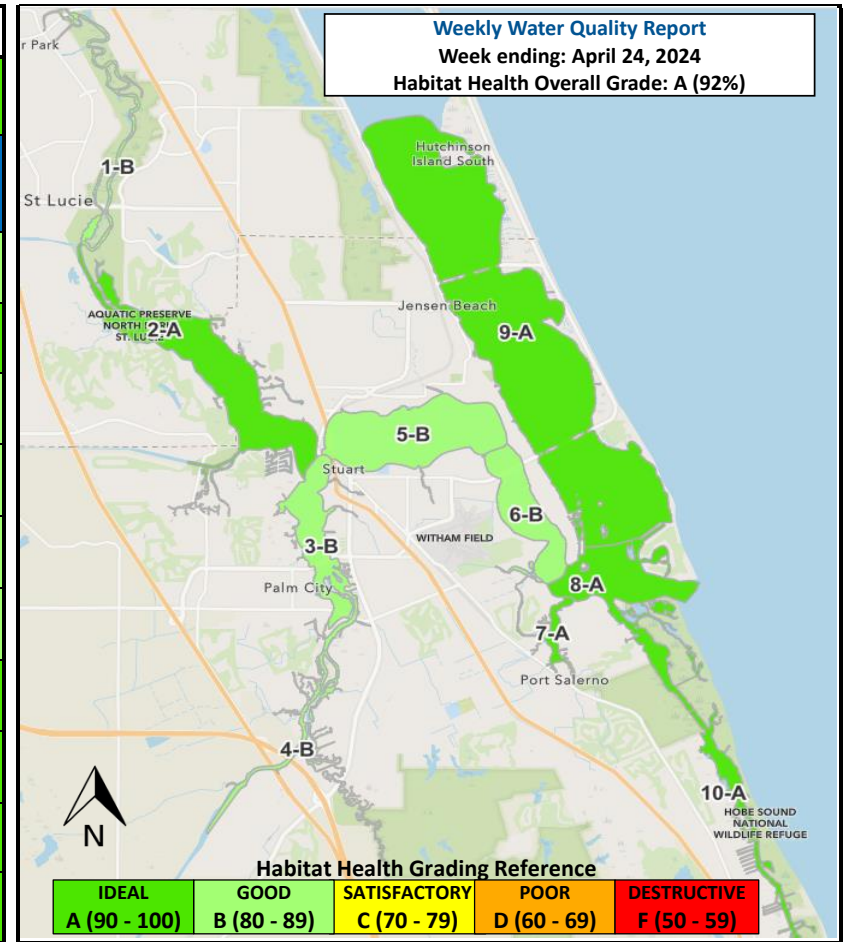 Weekly Water Quality Report
Week ending: April 24, 2024
Habitat Health Overall Grade: A (92%)
r Park
Hutchinson
Island South
1-B
St Lucie
Jensen Beach
AQUATIC PRESERVE
NORTH
ST. LUCIE
2-A
9-A
5-B
Stuart
6-B
WITHAM FIELD
3-B
8-A
Palm City
7-A
Port Salerno
4-B
10-A
HOBE SOUND
NATIONAL
WILDLIFE REFUGE
N
Habitat Health Grading Reference
IDEAL GOOD SATISFACTORY POOR DESTRUCTIVE
A (90 - 100) B (80 - 89) C (70 - 79) D (60 - 69) F (50 - 59)